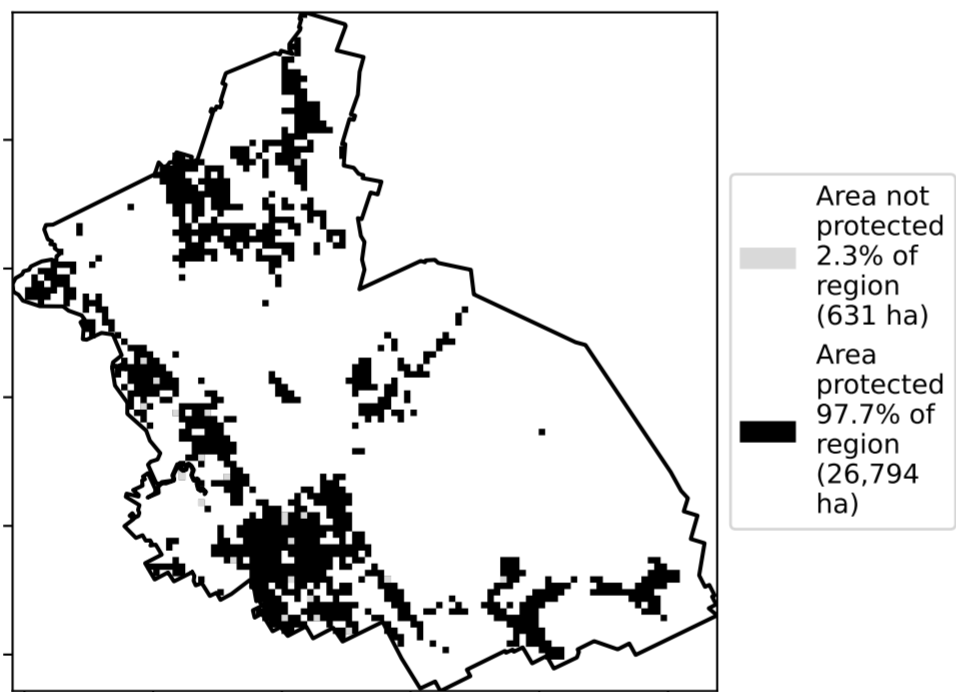 Area not
protected
2.3% of
region
(631 ha)
Area
protected
97.7% of
region
(26,794
ha)